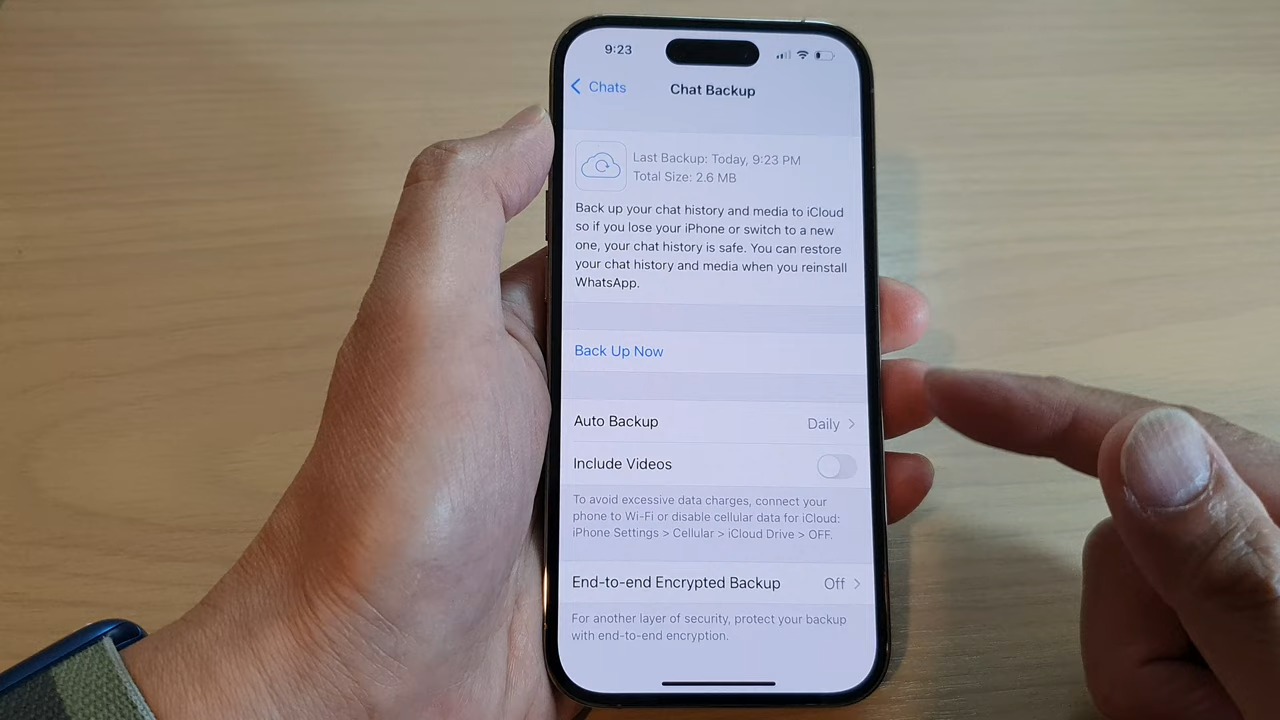 9:23
Chats
Chat Backup
Last Backup: Today, 9:23 PM
Total Size: 2.6 MB
Back up your chat history and media to iCloud
so if you lose your iPhone or switch to a new
one, your chat history is safe. You can restore
your chat history and media when you reinstall
WhatsApp.
Back Up Now
Auto Backup Daily
Include Videos
To avoid excessive data charges, connect your
phone to Wi-Fi or disable cellular data for iCloud:
iPhone Settings > Cellular > iCloud Drive > OFF.
End-to-end Encrypted Backup Off
For another layer of security, protect your backup
with end-to-end encryption.